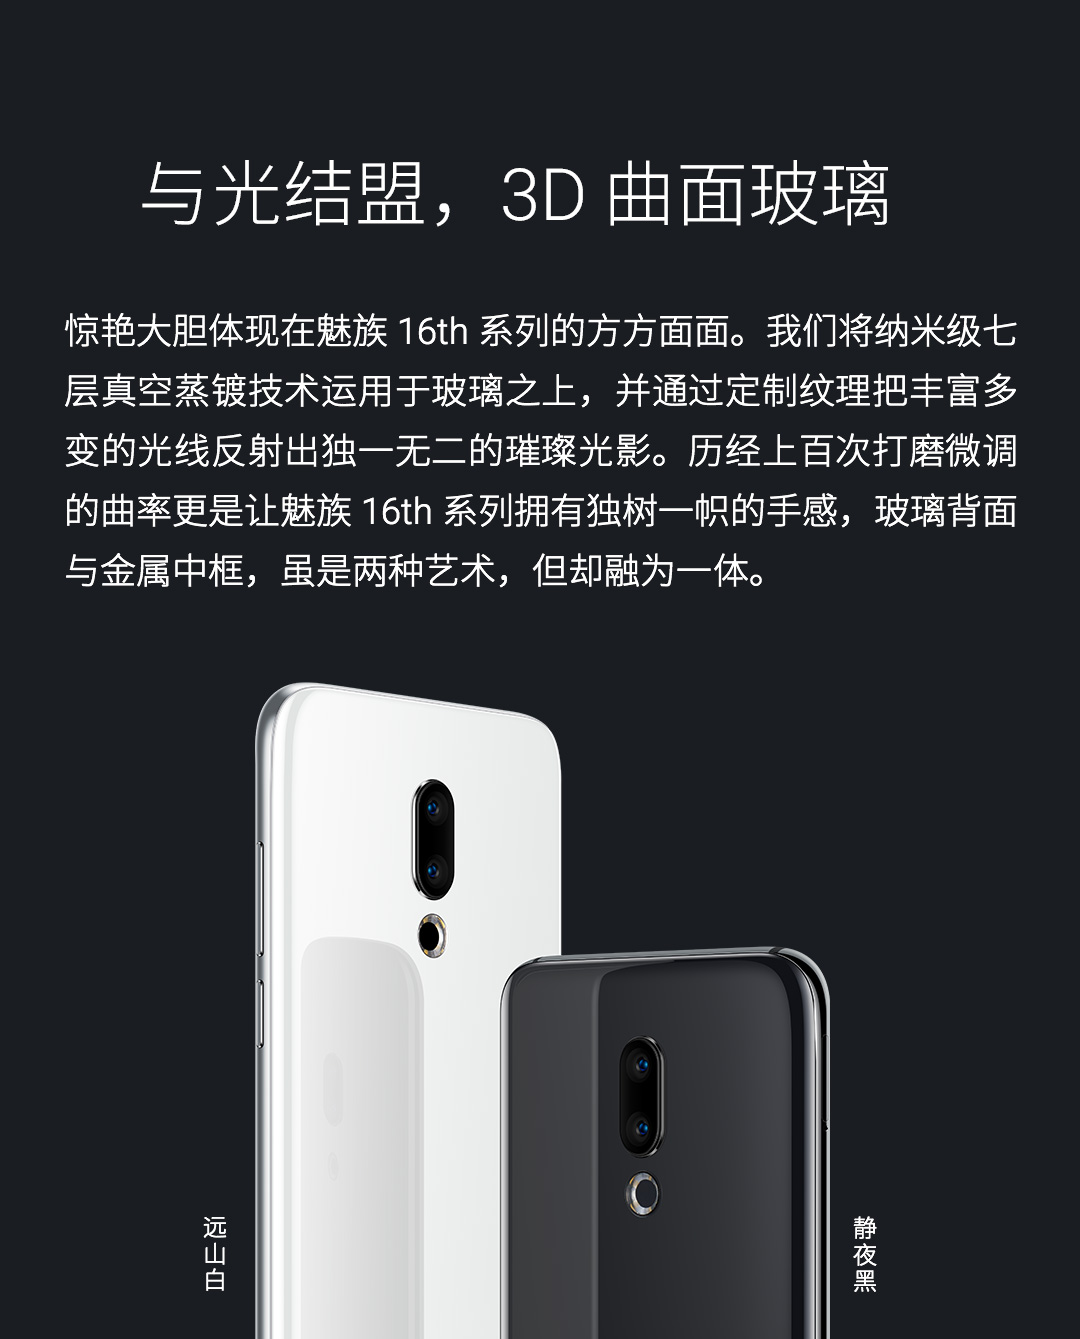 与光结盟，3D 曲面玻璃
惊艳大胆体现在魅族 16th 系列的方方面面。我们将纳米级七
层真空蒸镀技术运用于玻璃之上，并通过定制纹理把丰富多
变的光线反射出独一无二的璀璨光影。历经上百次打磨微调
的曲率更是让魅族 16th 系列拥有独树一帜的手感，玻璃背面
与金属中框，虽是两种艺术，但却融为一体。
远山白
静夜黑